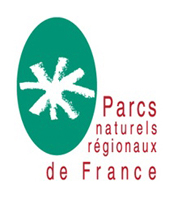 Parcs
naturels
régionaux
de France